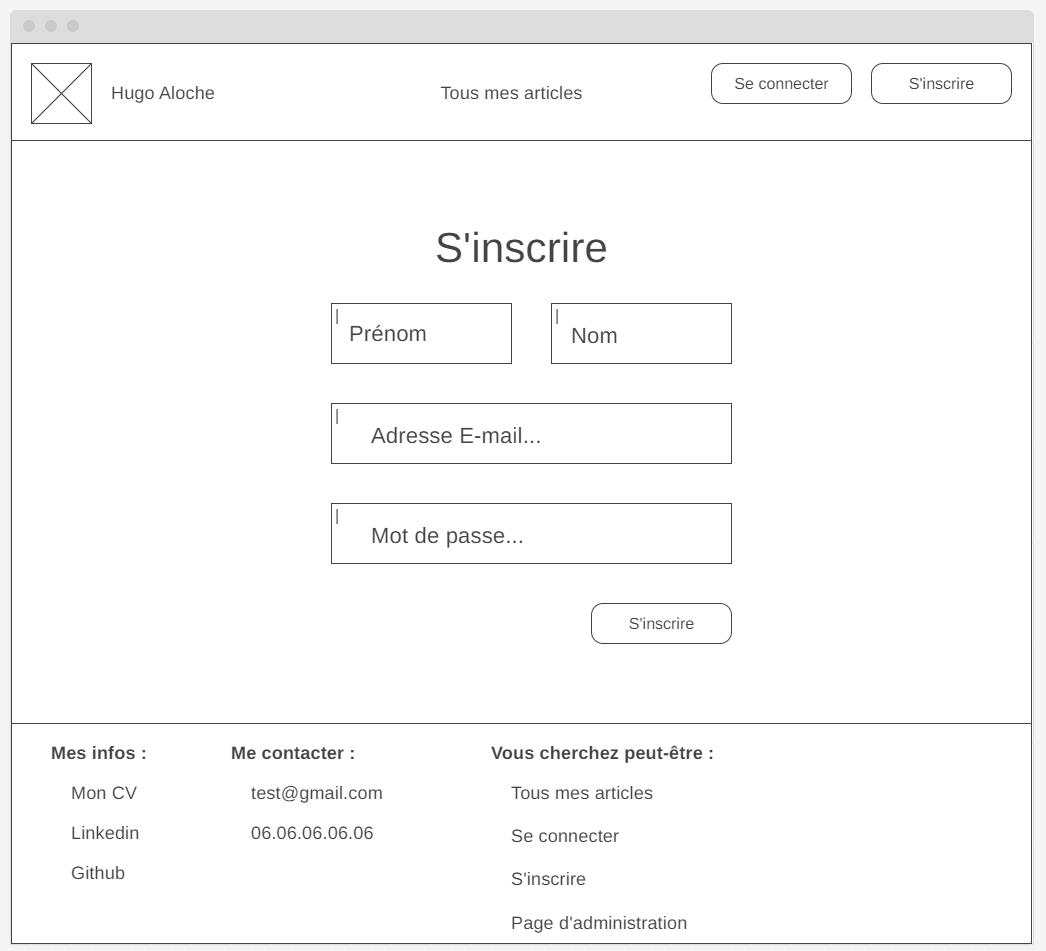 Hugo Aloche
Tous mes articles
Se connecter
S'inscrire
S'inscrire
Prénom
Nom
Adresse E-mail...
Mot de passe...
S'inscrire
Mes infos :
Mon CV
Linkedin
Github
Me contacter :
test@gmail.com
06.06.06.06.06
Vous cherchez peut-être :
Tous mes articles
Se connecter
S'inscrire
Page d'administration